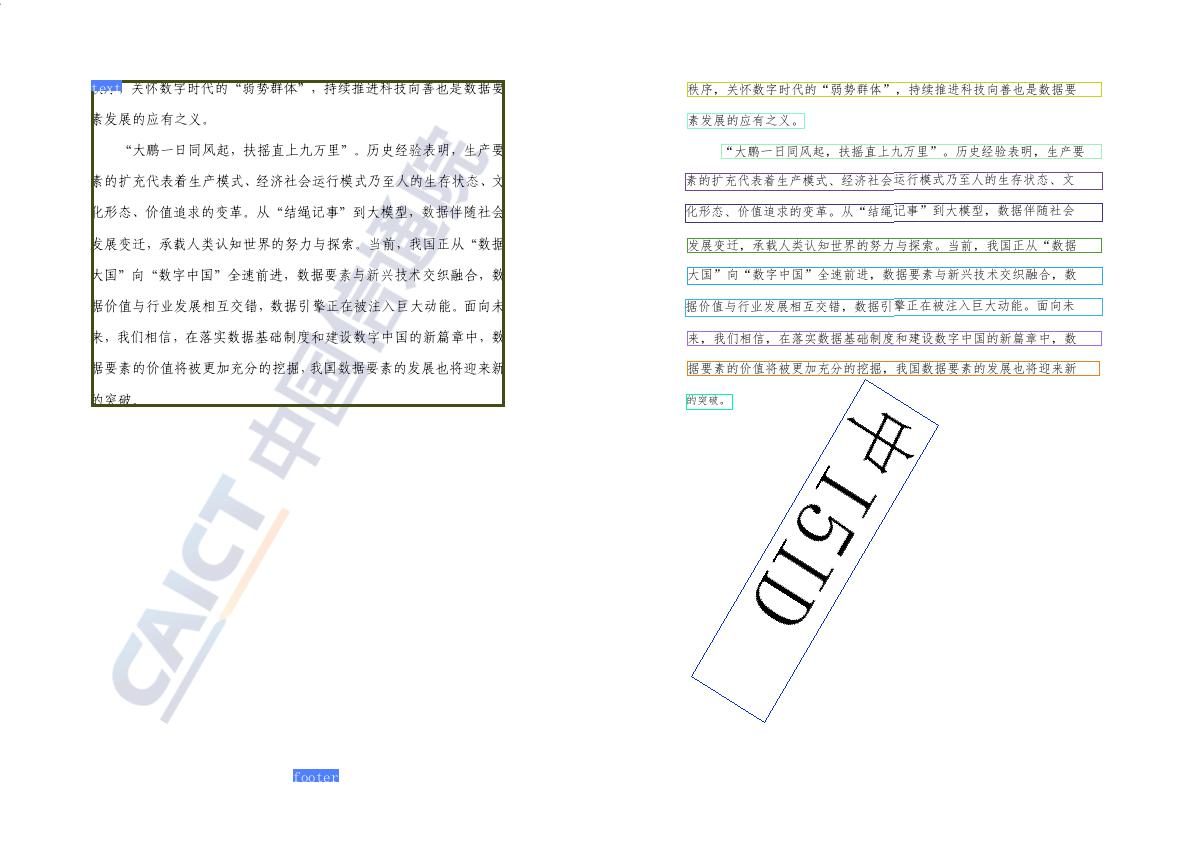 text 关怀数字时代的“弱势群体”，持续推进科技向善也是数据要
素发展的应有之义。
“大鹏一日同风起，扶摇直上九万里”。历史经验表明，生产要
素的扩充代表着生产模式、经济社会运行模式乃至人的生存状态、文
化形态、价值追求的变革。从“结绳记事”到大模型，数据伴随社会
发展变迁，承载人类认知世界的努力与探索。当前，我国正从“数据
大国”向“数字中国”全速前进，数据要素与新兴技术交织融合，数
据价值与行业发展相互交错，数据引擎正在被注入巨大动能。面向未
来，我们相信，在落实数据基础制度和建设数字中国的新篇章中，数
据要素的价值将被更加充分的挖掘，我国数据要素的发展也将迎来新
的突破。
CAICT 中国信通院
footer
秩序，关怀数字时代的“弱势群体”，持续推进科技向善也是数据要
素发展的应有之义。
“大鹏一日同风起，扶摇直上九万里”。历史经验表明，生产要
素的扩充代表着生产模式、经济社会运行模式乃至人的生存状态、文
化形态、价值追求的变革。从“结绳记事”到大模型，数据伴随社会
发展变迁，承载人类认知世界的努力与探索。当前，我国正从“数据
大国”向“数字中国”全速前进，数据要素与新兴技术交织融合，数
据价值与行业发展相互交错，数据引擎正在被注入巨大动能。面向未
来，我们相信，在落实数据基础制度和建设数字中国的新篇章中，数
据要素的价值将被更加充分的挖掘，我国数据要素的发展也将迎来新
的突破。
中I5ID